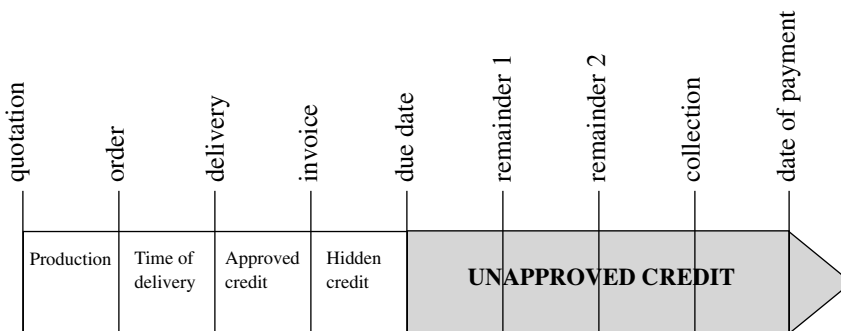 quotation
order
delivery
invoice
due date
remainder 1
remainder 2
collection
date of payment
Production
Time of
delivery
Approved
credit
Hidden
credit
UNAPPROVED CREDIT